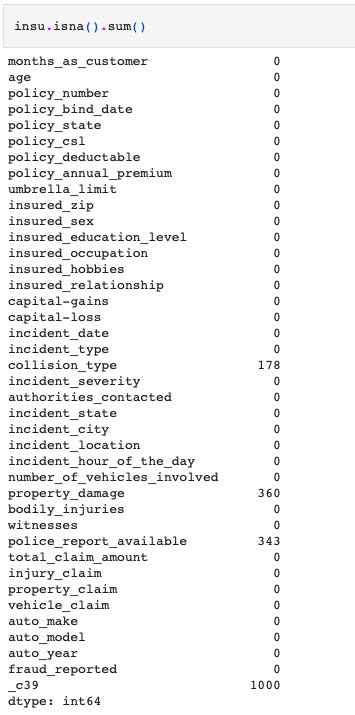 insu.isna().sum()
months_as_customer 0
age 0
policy_number 0
policy_bind_date 0
policy_state 0
policy_csl 0
policy_deductable 0
policy_annual_premium 0
umbrella_limit 0
insured_zip 0
insured_sex 0
insured_education_level 0
insured_occupation 0
insured_hobbies 0
insured_relationship 0
capital-gains 0
capital-loss 0
incident_date 0
incident_type 0
collision_type 178
incident_severity 0
authorities_contacted 0
incident_state 0
incident_city 0
incident_location 0
incident_hour_of_the_day 0
number_of_vehicles_involved 0
property_damage 360
bodily_injuries 0
witnesses 0
police_report_available 343
total_claim_amount 0
injury_claim 0
property_claim 0
vehicle_claim 0
auto_make 0
auto_model 0
auto_year 0
fraud_reported 0
_c39 1000
dtype: int64